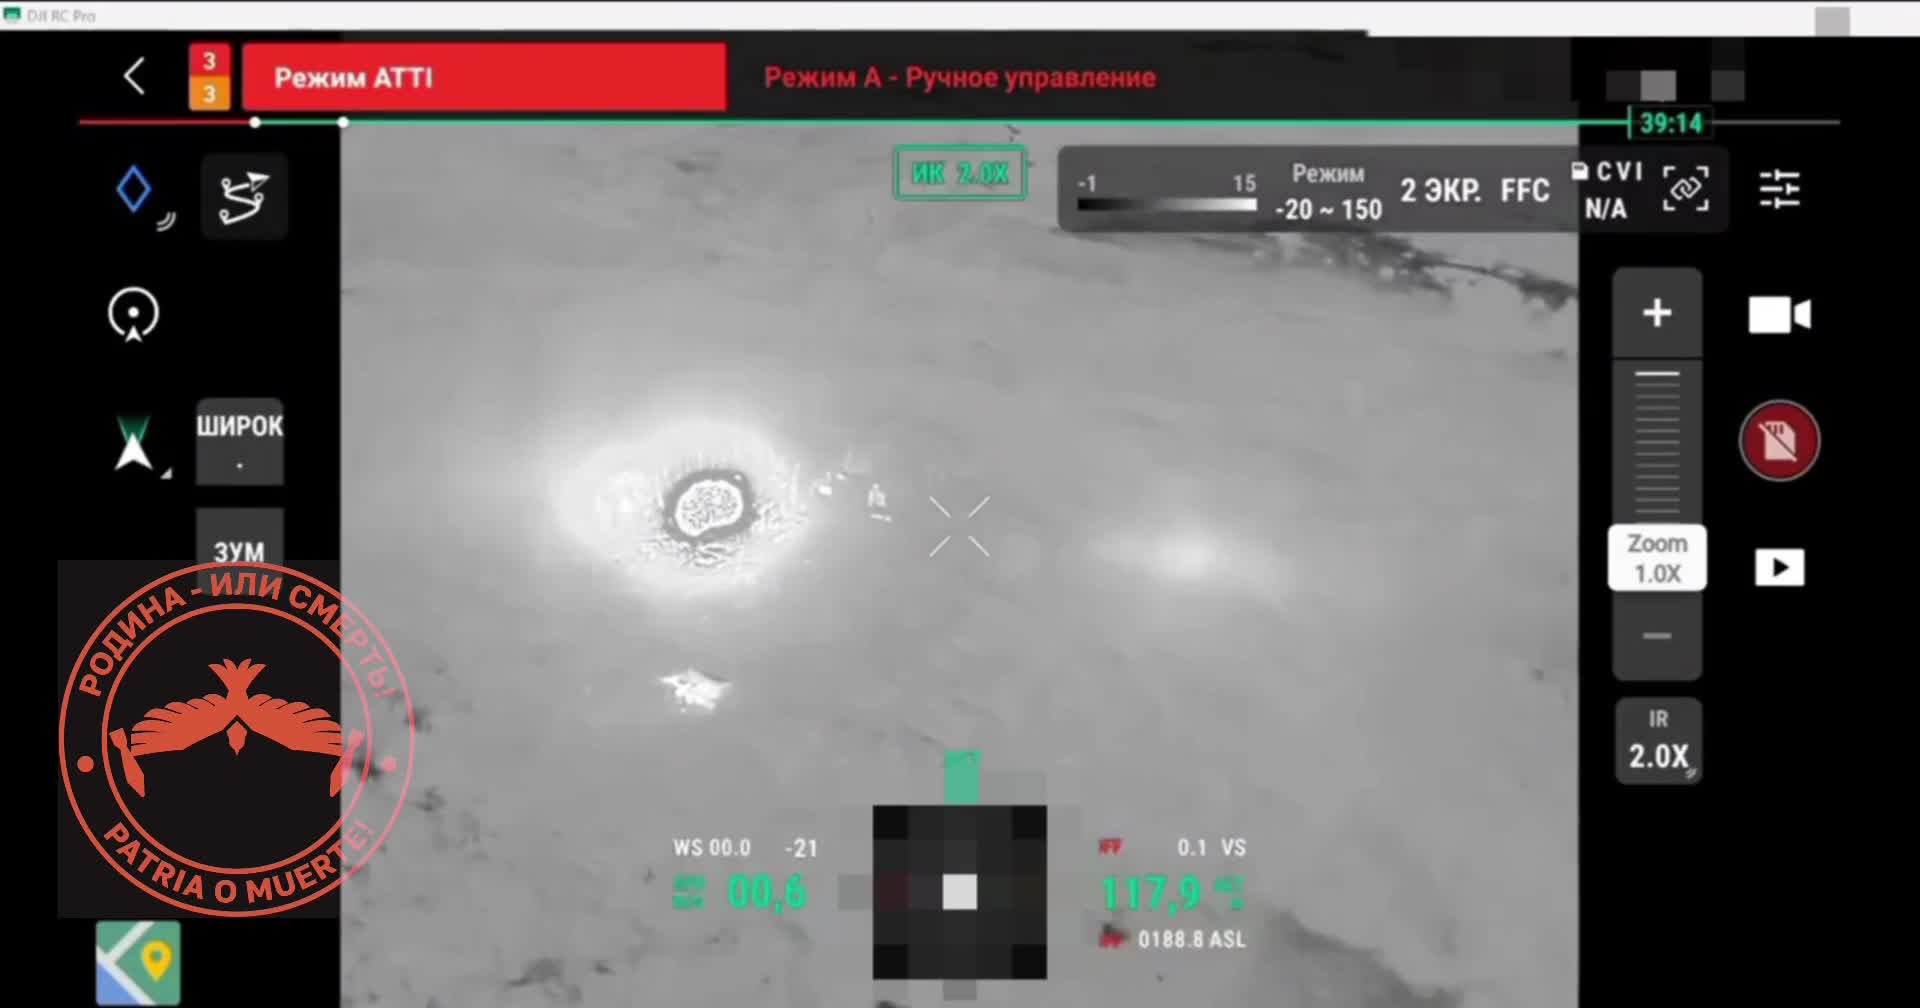 DJI RC Pro
3
3
Режим ATTI
Режим A - Ручное управление
39:14
ИК 2.0X
-1
15
Режим
-20 ~ 150
2 ЭКР.
FFC
CVI
N/A
ШИРОК
ЗУМ
Zoom
1.0X
IR
2.0X
РОДИНА - ИЛИ СМЕРТЬ!
PATRIA O MUERTE!
WS 00.0
-21
00,6
0.1 VS
117,9
0188.8 ASL